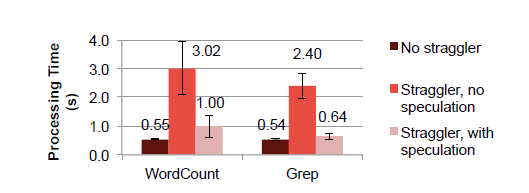 Processing Time
(s)
4.0
3.0
2.0
1.0
0.0
0.55
3.02
1.00
0.54
2.40
0.64
WordCount
Grep
No straggler
Straggler, no
speculation
Straggler, with
speculation